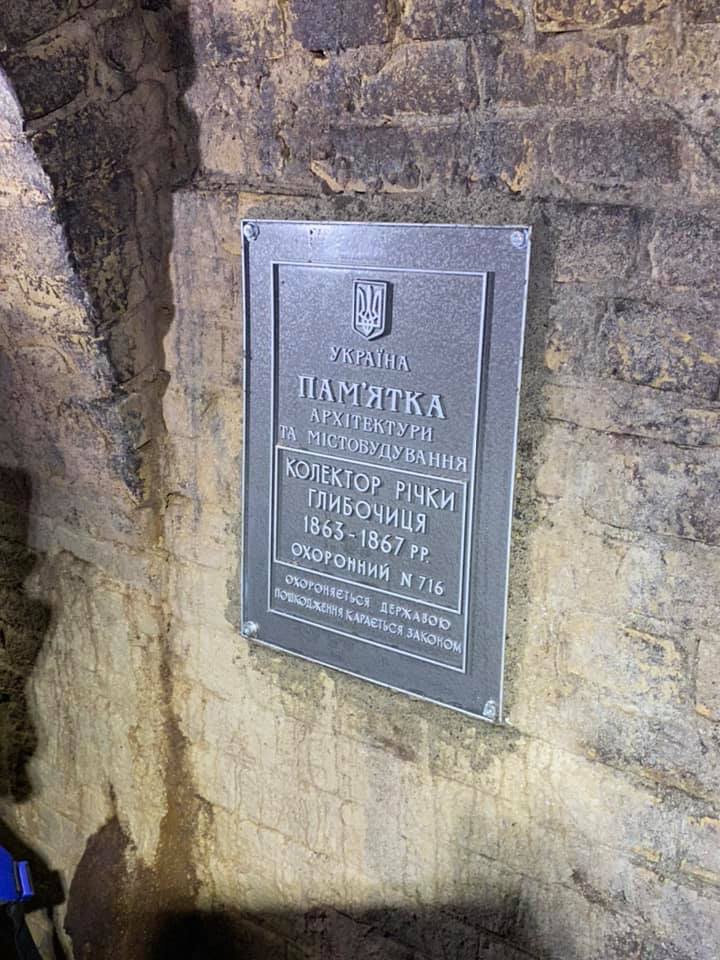 УКРАЇНА
ПАМ'ЯТКА
АРХІТЕКТУРИ
ТА МІСТОБУДУВАННЯ
КОЛЕКТОР РІЧКИ
ГЛИБОЧИЦЯ
1863-1867 РР.
ОХОРОННИЙ N 716
ОХОРОНЯЄТЬСЯ ДЕРЖАВОЮ
ПОШКОДЖЕННЯ КАРАЄТЬСЯ ЗАКОНОМ